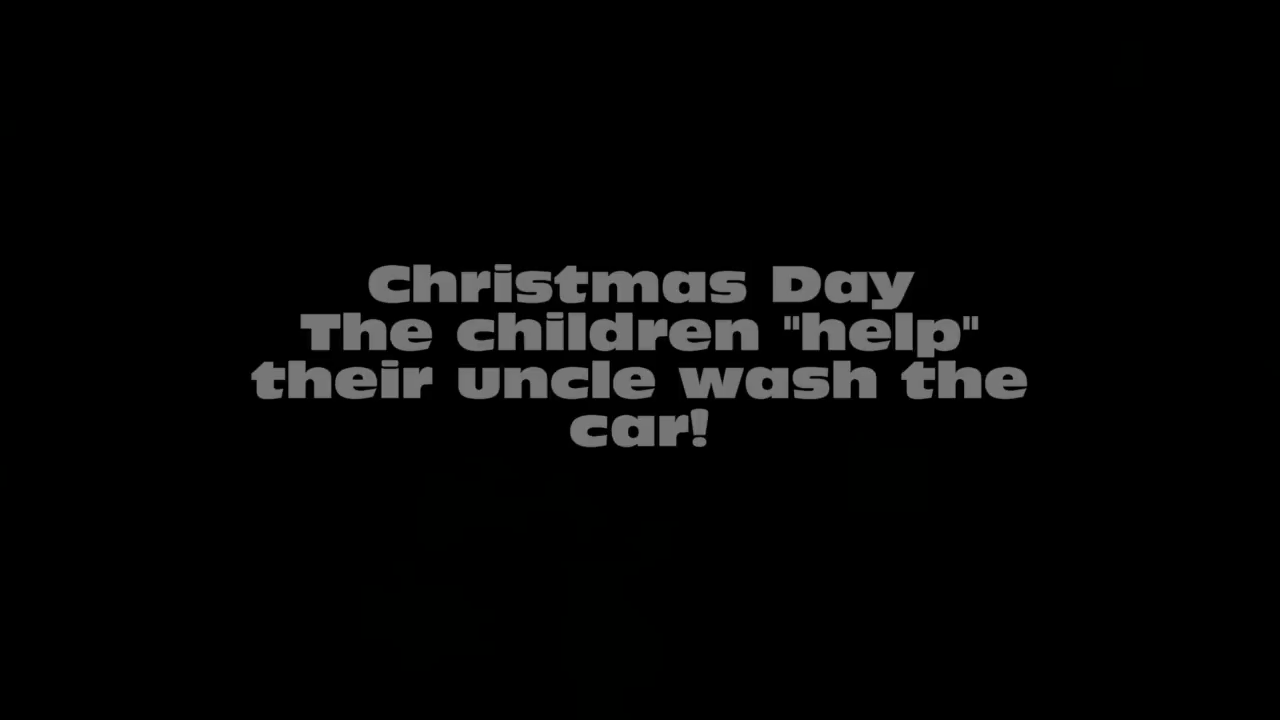 Christmas Day
The children "help"
their uncle wash the
car!